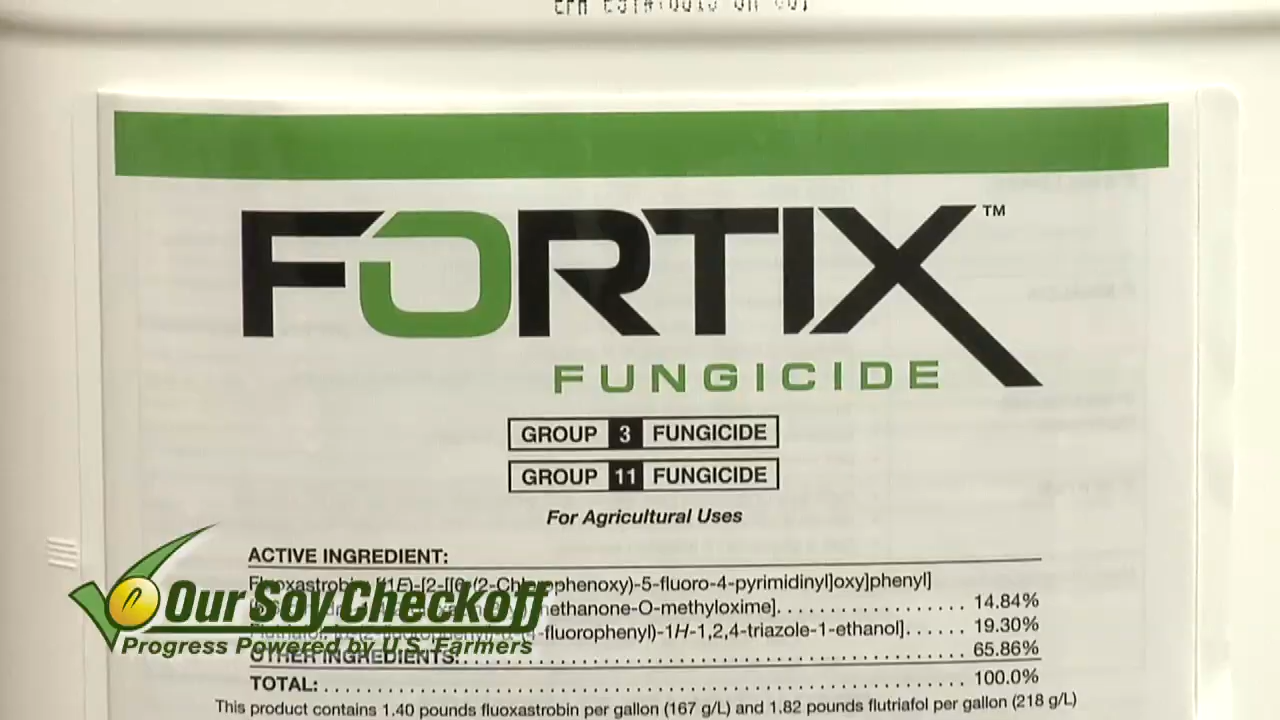 FORTIX™
FUNGICIDE
GROUP 3 FUNGICIDE
GROUP 11 FUNGICIDE
For Agricultural Uses
ACTIVE INGREDIENT:
phenoxy)-5-fluoro-4-pyrimidinyl]oxy]phenyl]
methanone-O-methyloxime]. 14.84%
-fluorophenyl)-1H-1,2,4-triazole-1-ethanol]. 19.30%
OTHER INGREDIENTS: 65.86%
TOTAL: 100.0%
This product contains 1.40 pounds fluoxastrobin per gallon (167 g/L) and 1.82 pounds flutriafol per gallon (218 g/L)
Our Soy Checkoff
Progress Powered by U.S. Farmers